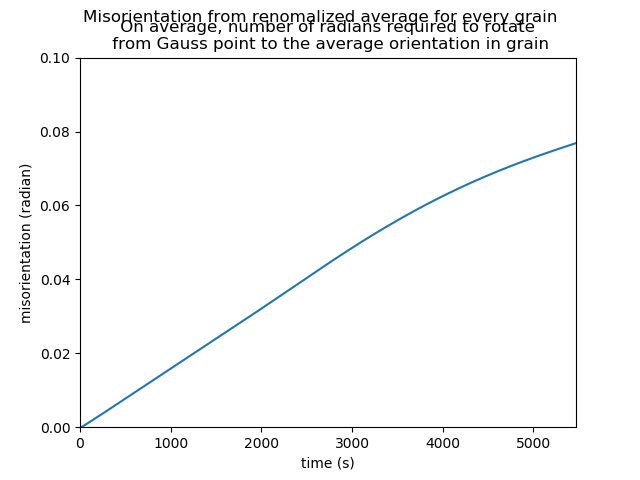 Misorientation from renomalized average for every grain
On average, number of radians required to rotate
from Gauss point to the average orientation in grain
0.10
0.08
0.06
0.04
0.02
0.00
misorientation (radian)
0 1000 2000 3000 4000 5000
time (s)